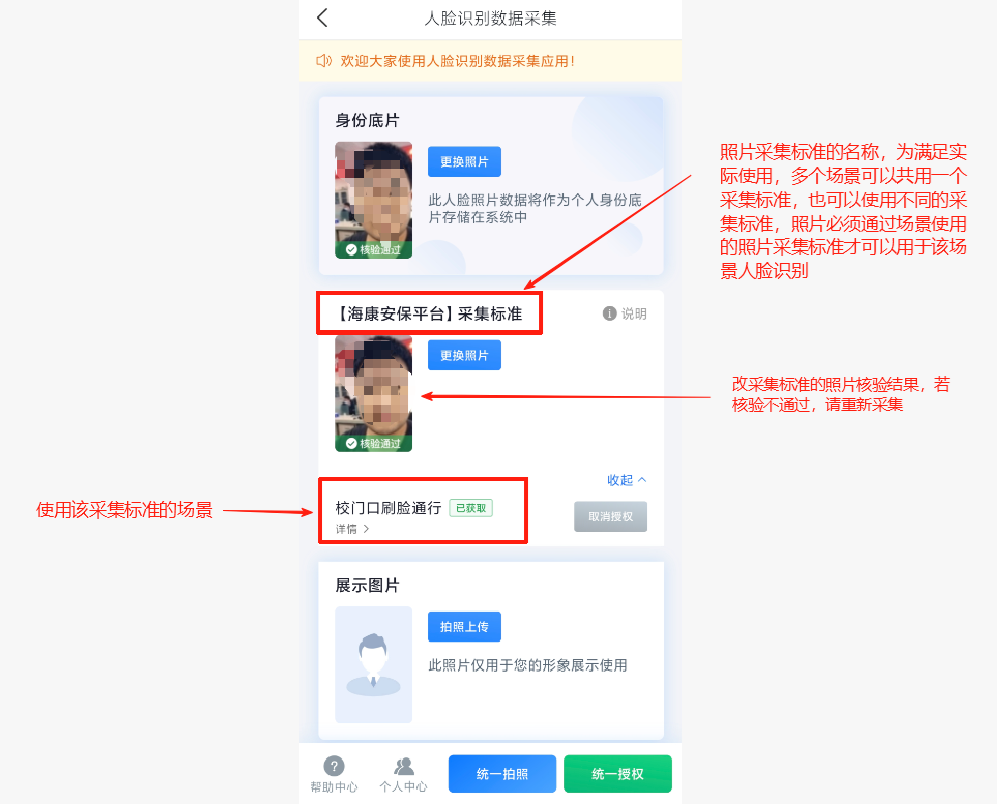 人脸识别数据采集
欢迎大家使用人脸识别数据采集应用！
身份底片
更换照片
此人脸照片数据将作为个人身份底
片存储在系统中
核验通过
照片采集标准的名称，为满足实
际使用，多个场景可以共用一个
采集标准，也可以使用不同的采
集标准，照片必须通过场景使用
的照片采集标准才可以用于该场
景人脸识别
【海康安保平台】采集标准
说明
更换照片
核验通过
改采集标准的照片核验结果，若
核验不通过，请重新采集
收起
使用该采集标准的场景
校门口刷脸通行 已获取
详情
取消授权
展示图片
拍照上传
此照片仅用于您的形象展示使用
帮助中心
个人中心
统一拍照
统一授权